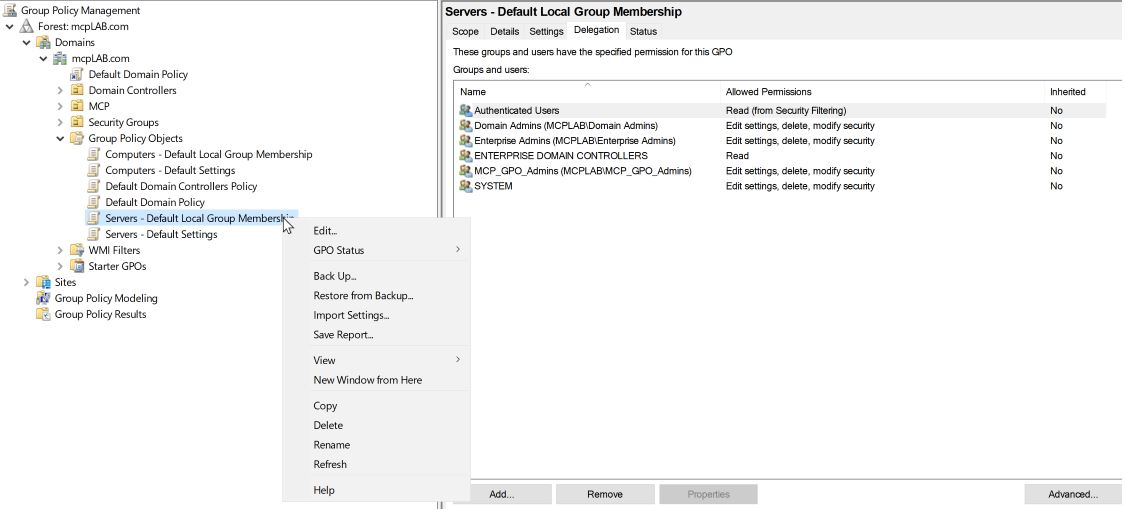 Group Policy Management
Forest: mcpLAB.com
Domains
mcpLAB.com
Default Domain Policy
Domain Controllers
MCP
Security Groups
Group Policy Objects
Computers - Default Local Group Membership
Computers - Default Settings
Default Domain Controllers Policy
Default Domain Policy
Servers - Default Local Group Membership
Servers - Default Settings
WMI Filters
Starter GPOs
Sites
Group Policy Modeling
Group Policy Results
Edit...
GPO Status
Back Up...
Restore from Backup...
Import Settings...
Save Report...
View
New Window from Here
Copy
Delete
Rename
Refresh
Help
Servers - Default Local Group Membership
Scope Details Settings Delegation Status
These groups and users have the specified permission for this GPO
Groups and users:
Name Allowed Permissions Inherited
Authenticated Users Read (from Security Filtering) No
Domain Admins (MCPLAB\Domain Admins) Edit settings, delete, modify security No
Enterprise Admins (MCPLAB\Enterprise Admins) Edit settings, delete, modify security No
ENTERPRISE DOMAIN CONTROLLERS Read No
MCP_GPO_Admins (MCPLAB\MCP_GPO_Admins) Edit settings, delete, modify security No
SYSTEM Edit settings, delete, modify security No
Add... Remove Properties Advanced...